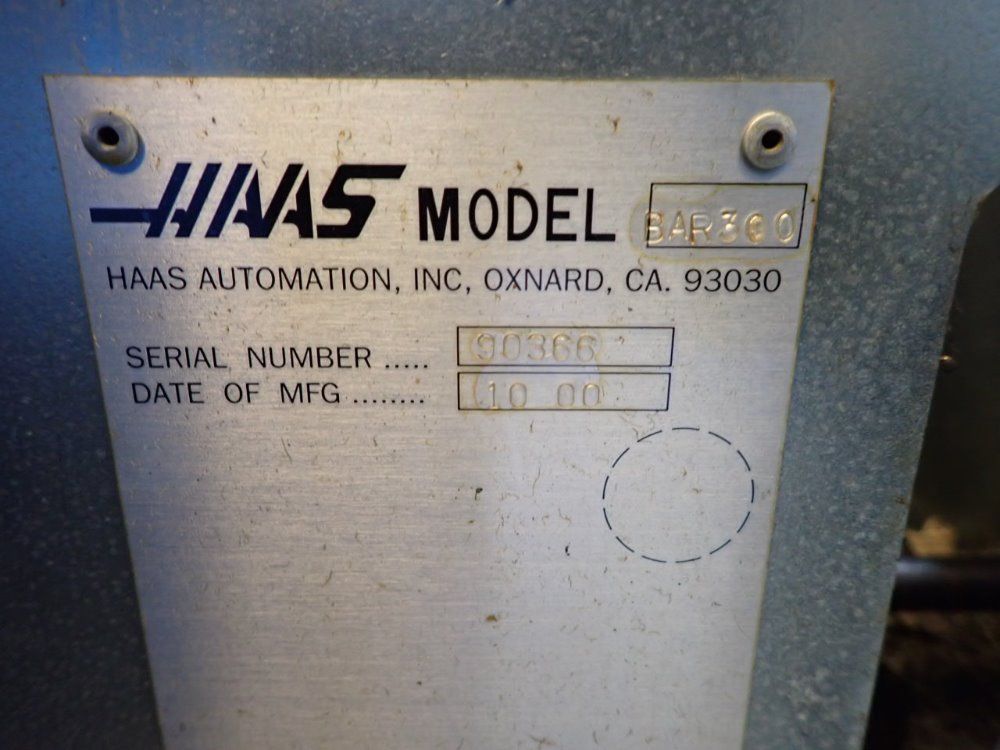 HAAS MODEL BAR300
HAAS AUTOMATION, INC, OXNARD, CA. 93030
SERIAL NUMBER ..... 90366
DATE OF MFG ........ 10 00